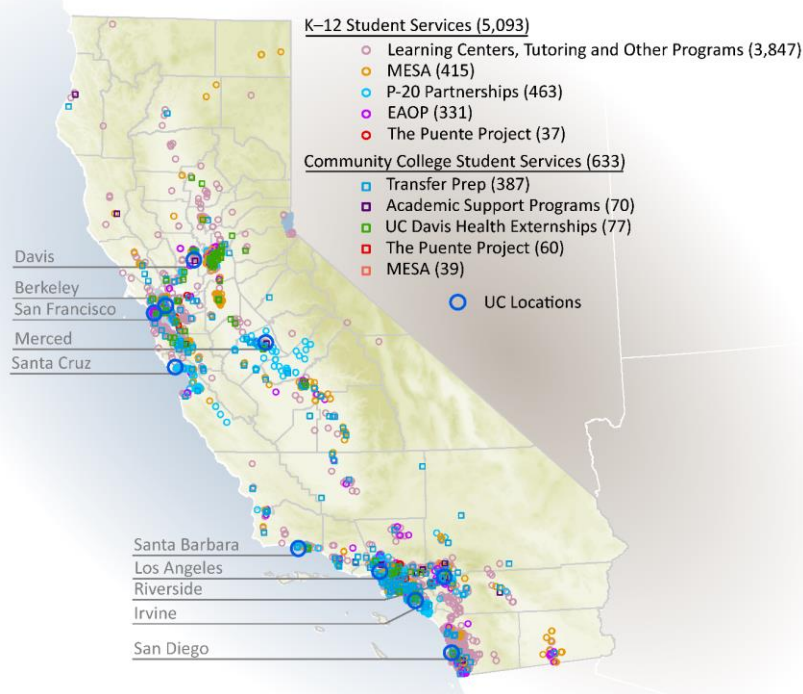 K–12 Student Services (5,093)
Learning Centers, Tutoring and Other Programs (3,847)
MESA (415)
P-20 Partnerships (463)
EAOP (331)
The Puente Project (37)
Community College Student Services (633)
Transfer Prep (387)
Academic Support Programs (70)
UC Davis Health Externships (77)
The Puente Project (60)
MESA (39)
UC Locations
Davis
Berkeley
San Francisco
Merced
Santa Cruz
Santa Barbara
Los Angeles
Riverside
Irvine
San Diego